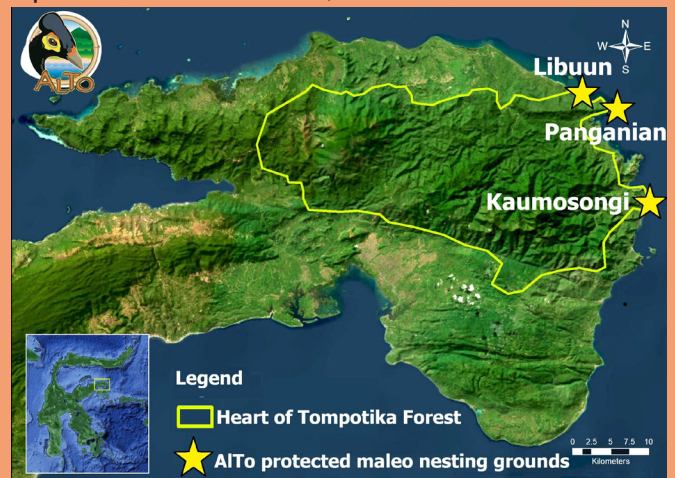 ALTO
N
W E
S
Libuun
Panganian
Kaumosongi
Legend
Heart of Tompotika Forest
AlTo protected maleo nesting grounds
0 2.5 5 7.5 10
Kilometers